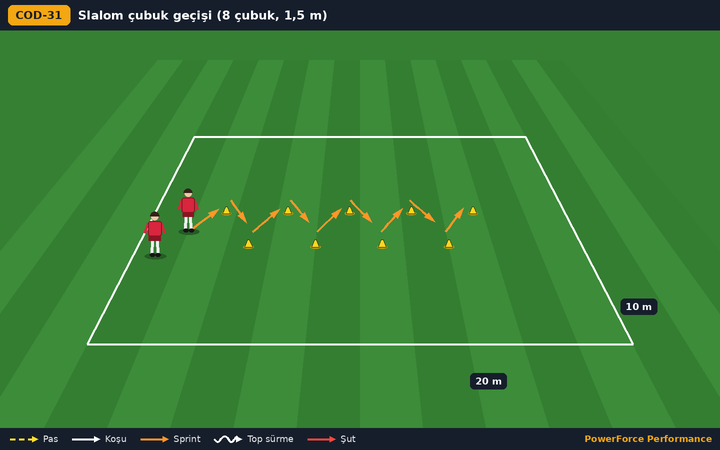 COD-31 Slalom çubuk geçişi (8 çubuk, 1,5 m)
10 m
20 m
Pas Koşu Sprint Top sürme Şut PowerForce Performance